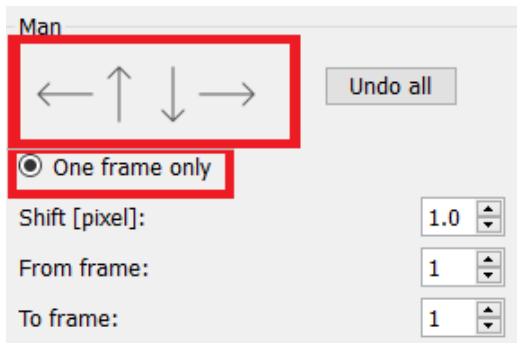 Man
Undo all
One frame only
Shift [pixel]: 1.0
From frame: 1
To frame: 1